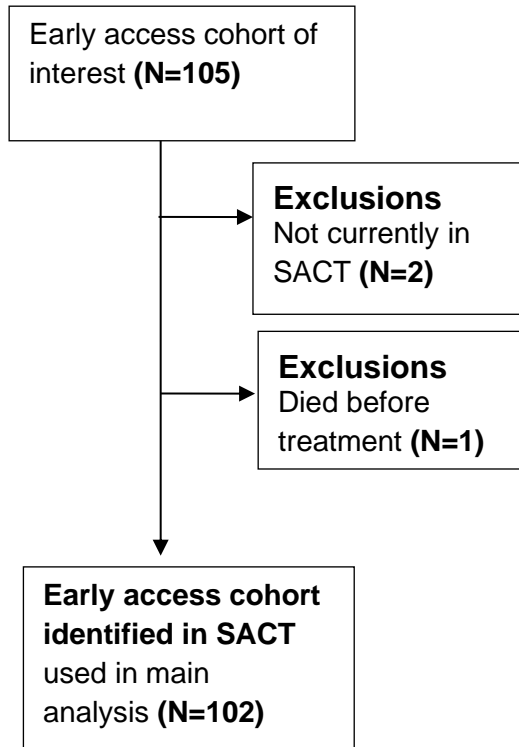 Early access cohort of
interest (N=105)
Exclusions
Not currently in
SACT (N=2)
Exclusions
Died before
treatment (N=1)
Early access cohort
identified in SACT
used in main
analysis (N=102)